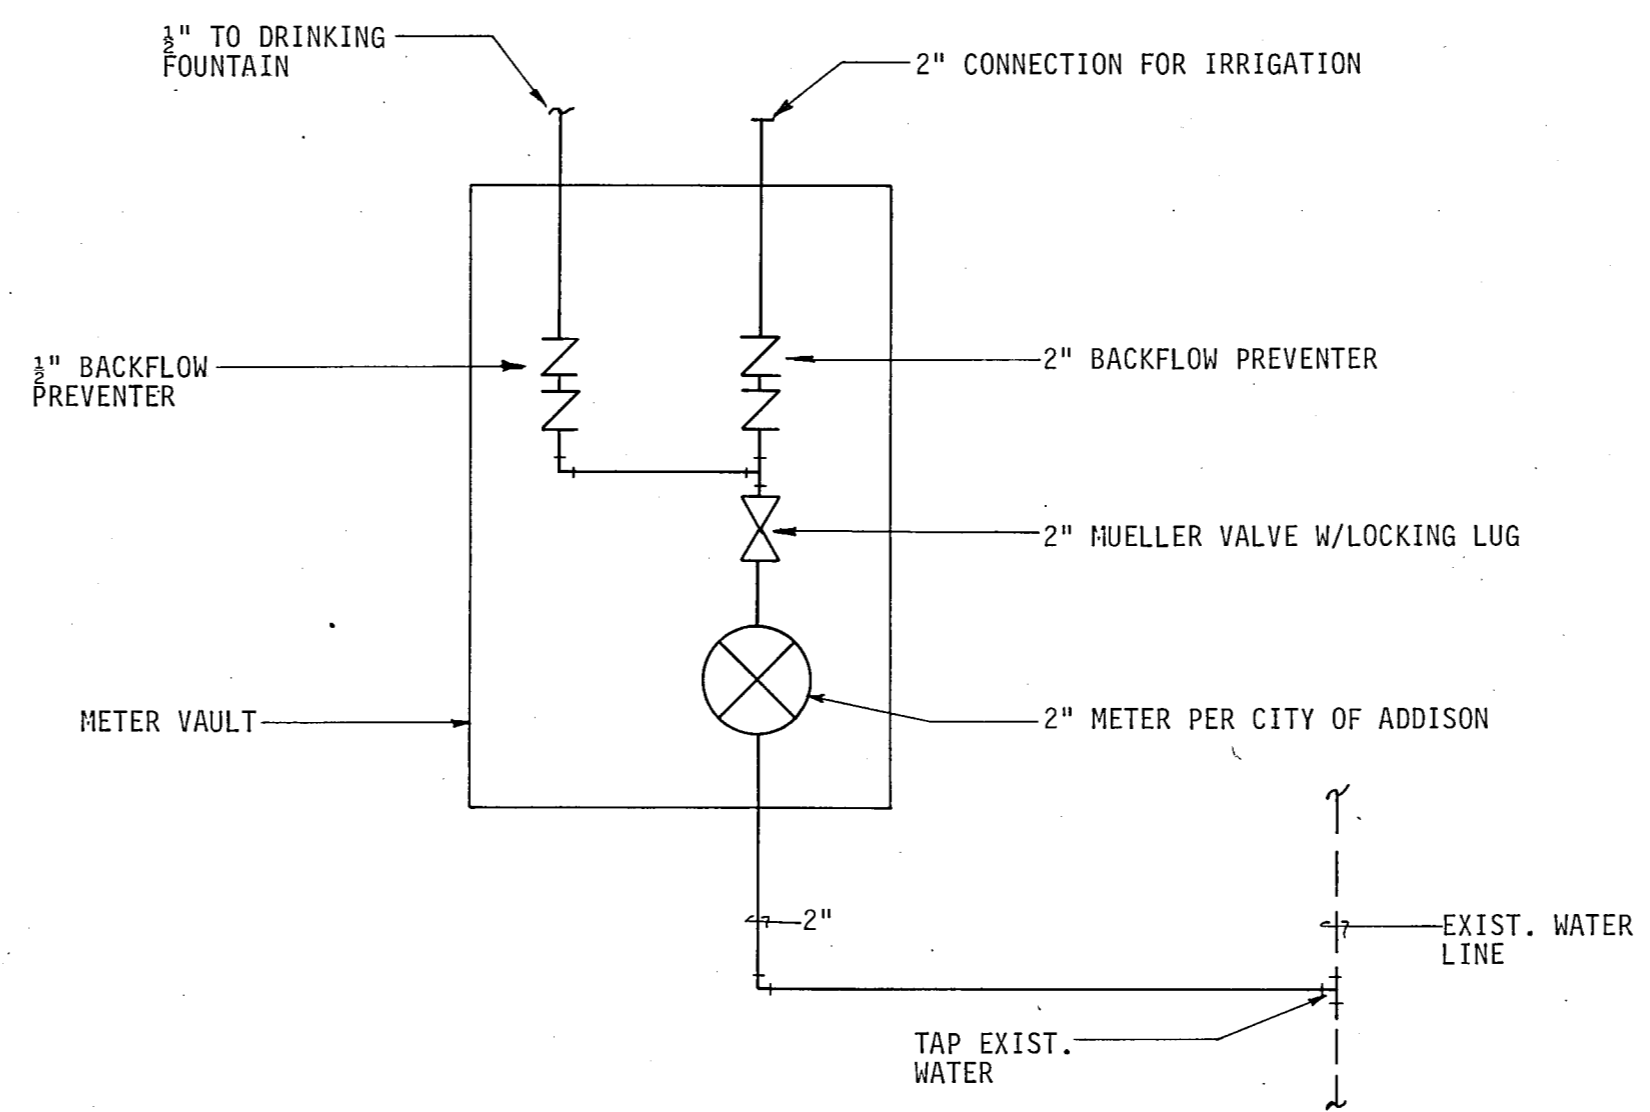 ½" TO DRINKING
FOUNTAIN
2" CONNECTION FOR IRRIGATION
½" BACKFLOW
PREVENTER
2" BACKFLOW PREVENTER
2" MUELLER VALVE W/LOCKING LUG
METER VAULT
2" METER PER CITY OF ADDISON
2"
EXIST. WATER
LINE
TAP EXIST.
WATER